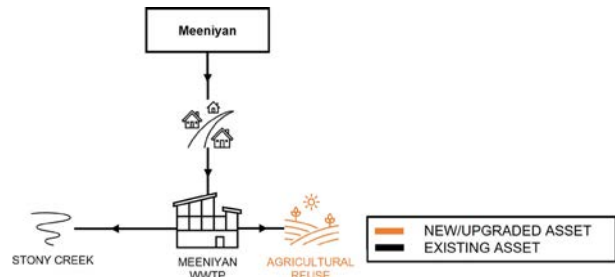 Meeniyan
STONY CREEK
MEENIYAN
WWTP
AGRICULTURAL
REUSE
NEW/UPGRADED ASSET
EXISTING ASSET